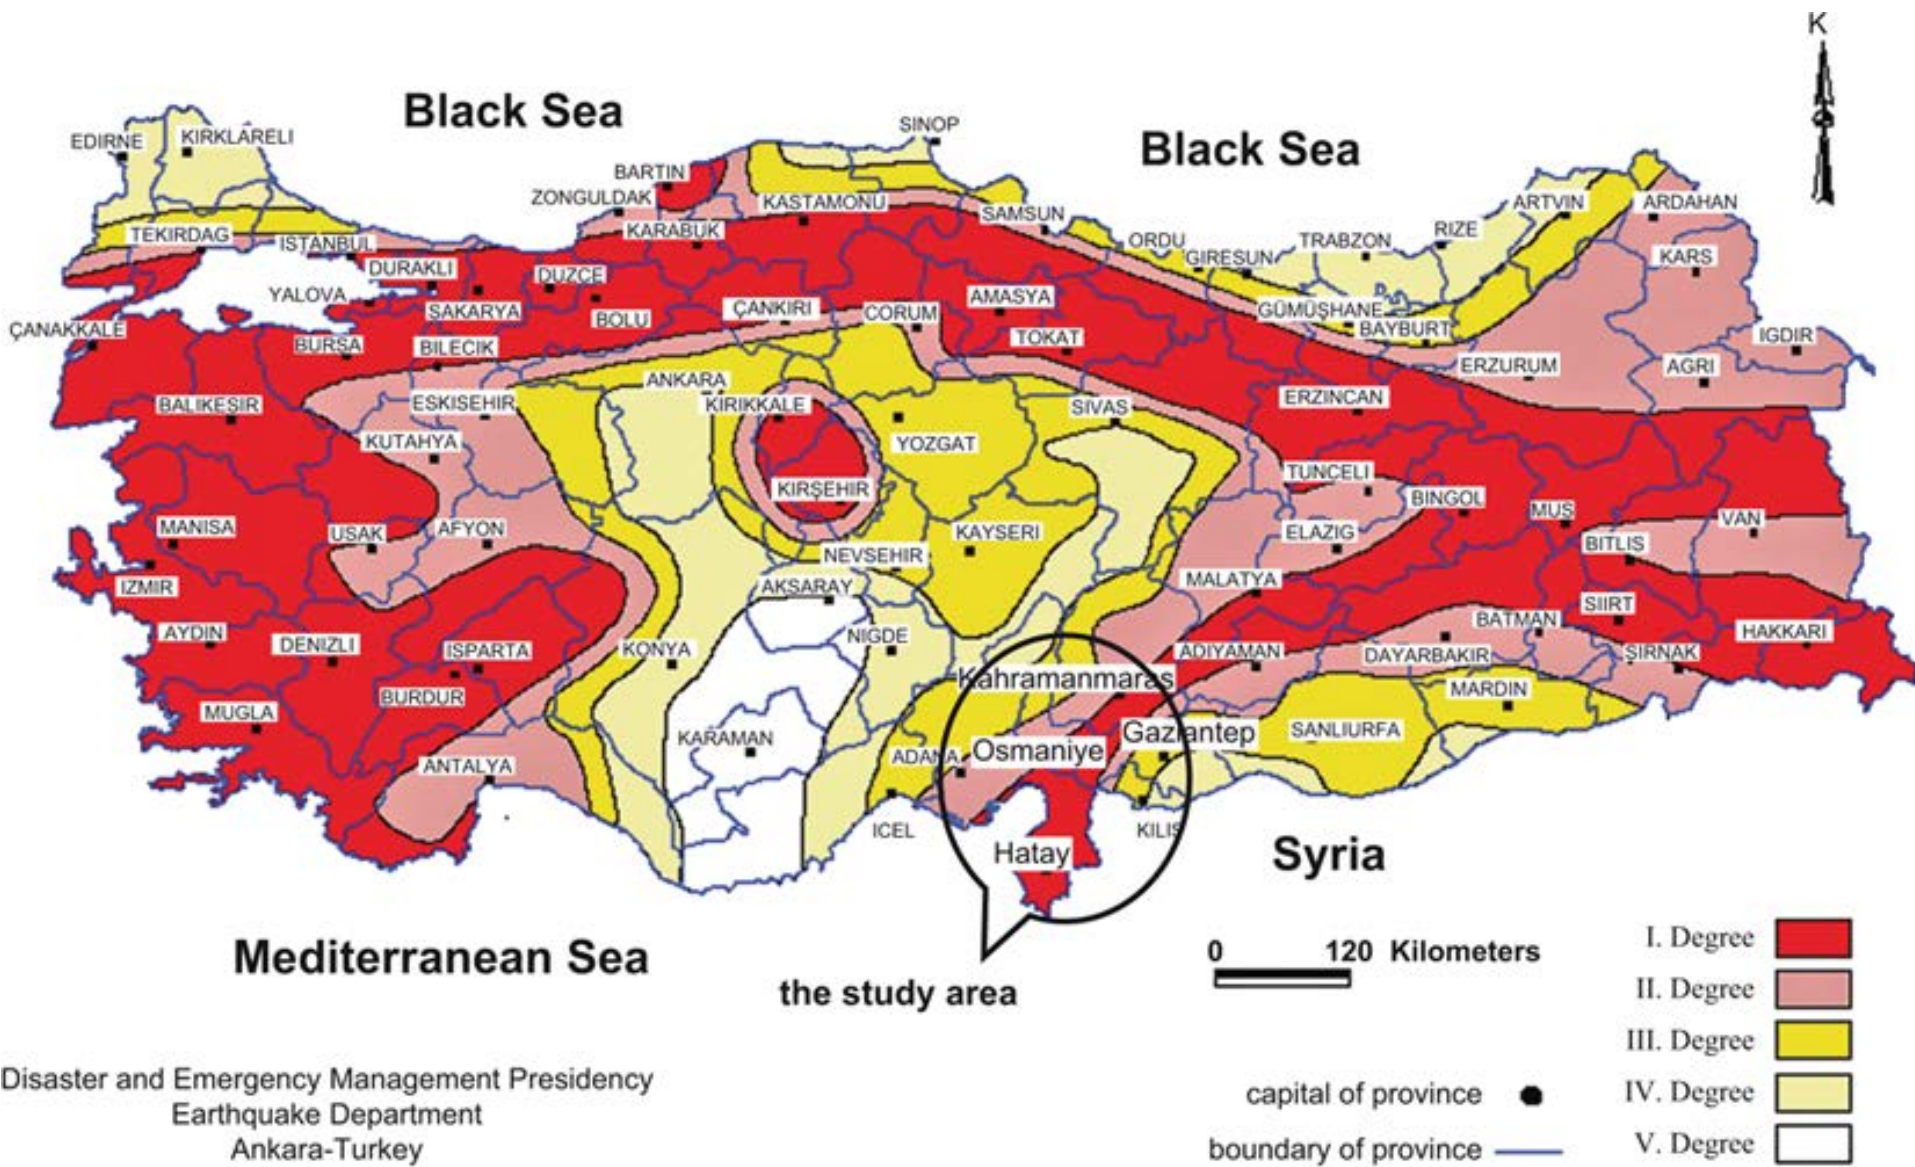 K
Black Sea
Black Sea
EDIRNE
KIRKLARELI
SINOP
BARTIN
ZONGULDAK
KASTAMONU
KARABUK
SAMSUN
ARTVIN
ARDAHAN
TEKIRDAG
ISTANBUL
ORDU
GIRESUN
TRABZON
RIZE
KARS
DURAKLI
DUZCE
YALOVA
SAKARYA
BOLU
ÇANKIRI
CORUM
AMASYA
GÜMÜŞHANE
BAYBURT
ÇANAKKALE
BURSA
BILECIK
TOKAT
IGDIR
ERZURUM
AGRI
ANKARA
BALIKESIR
ESKISEHIR
KIRIKKALE
SIVAS
ERZINCAN
KUTAHYA
YOZGAT
TUNCELI
KIRŞEHIR
BINGOL
MUS
VAN
MANISA
USAK
AFYON
KAYSERI
ELAZIG
BITLIS
NEVSEHIR
IZMIR
AKSARAY
MALATYA
SIIRT
AYDIN
DENIZLI
ISPARTA
KONYA
NIGDE
BATMAN
HAKKARI
ADIYAMAN
DAYARBAKIR
ŞIRNAK
BURDUR
Kahramanmaras
MARDIN
MUGLA
KARAMAN
Osmaniye
Gaziantep
SANLIURFA
ANTALYA
ADANA
ICEL
KILIS
Hatay
Syria
Mediterranean Sea
the study area
0 120 Kilometers
I. Degree
II. Degree
III. Degree
IV. Degree
V. Degree
capital of province
boundary of province
Disaster and Emergency Management Presidency
Earthquake Department
Ankara-Turkey